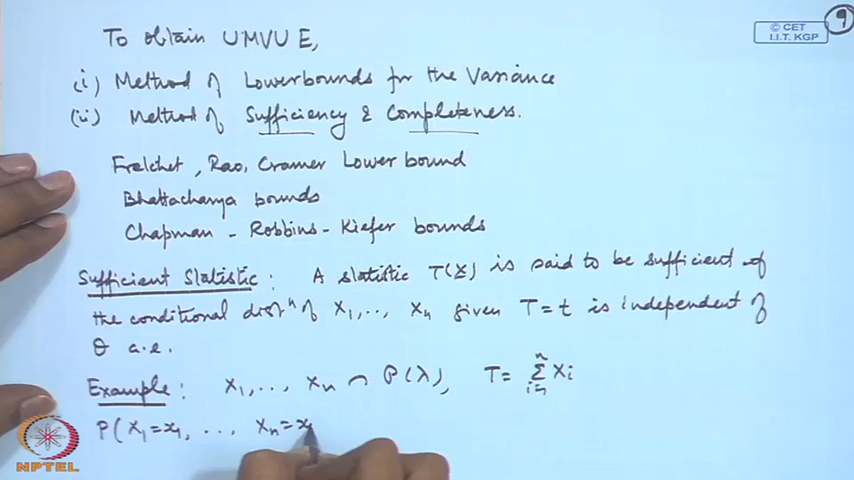 9
© CET
I.I.T. KGP
To obtain UMVUE,
(i) Method of Lowerbounds for the Variance
(ii) Method of Sufficiency & Completeness.
Frechet, Rao, Cramer Lower bound
Bhattacharya bounds
Chapman - Robbins - Kiefer bounds
Sufficient Statistic : A statistic T(X) is said to be sufficient if
the conditional distⁿ of X₁, ..., Xₙ given T=t is independent of
θ a.e.
Example : X₁, ..., Xₙ ~ P(λ), T = ∑ᵢ₌₁ⁿ Xᵢ
P(X₁=x₁, ... Xₙ=x
NPTEL